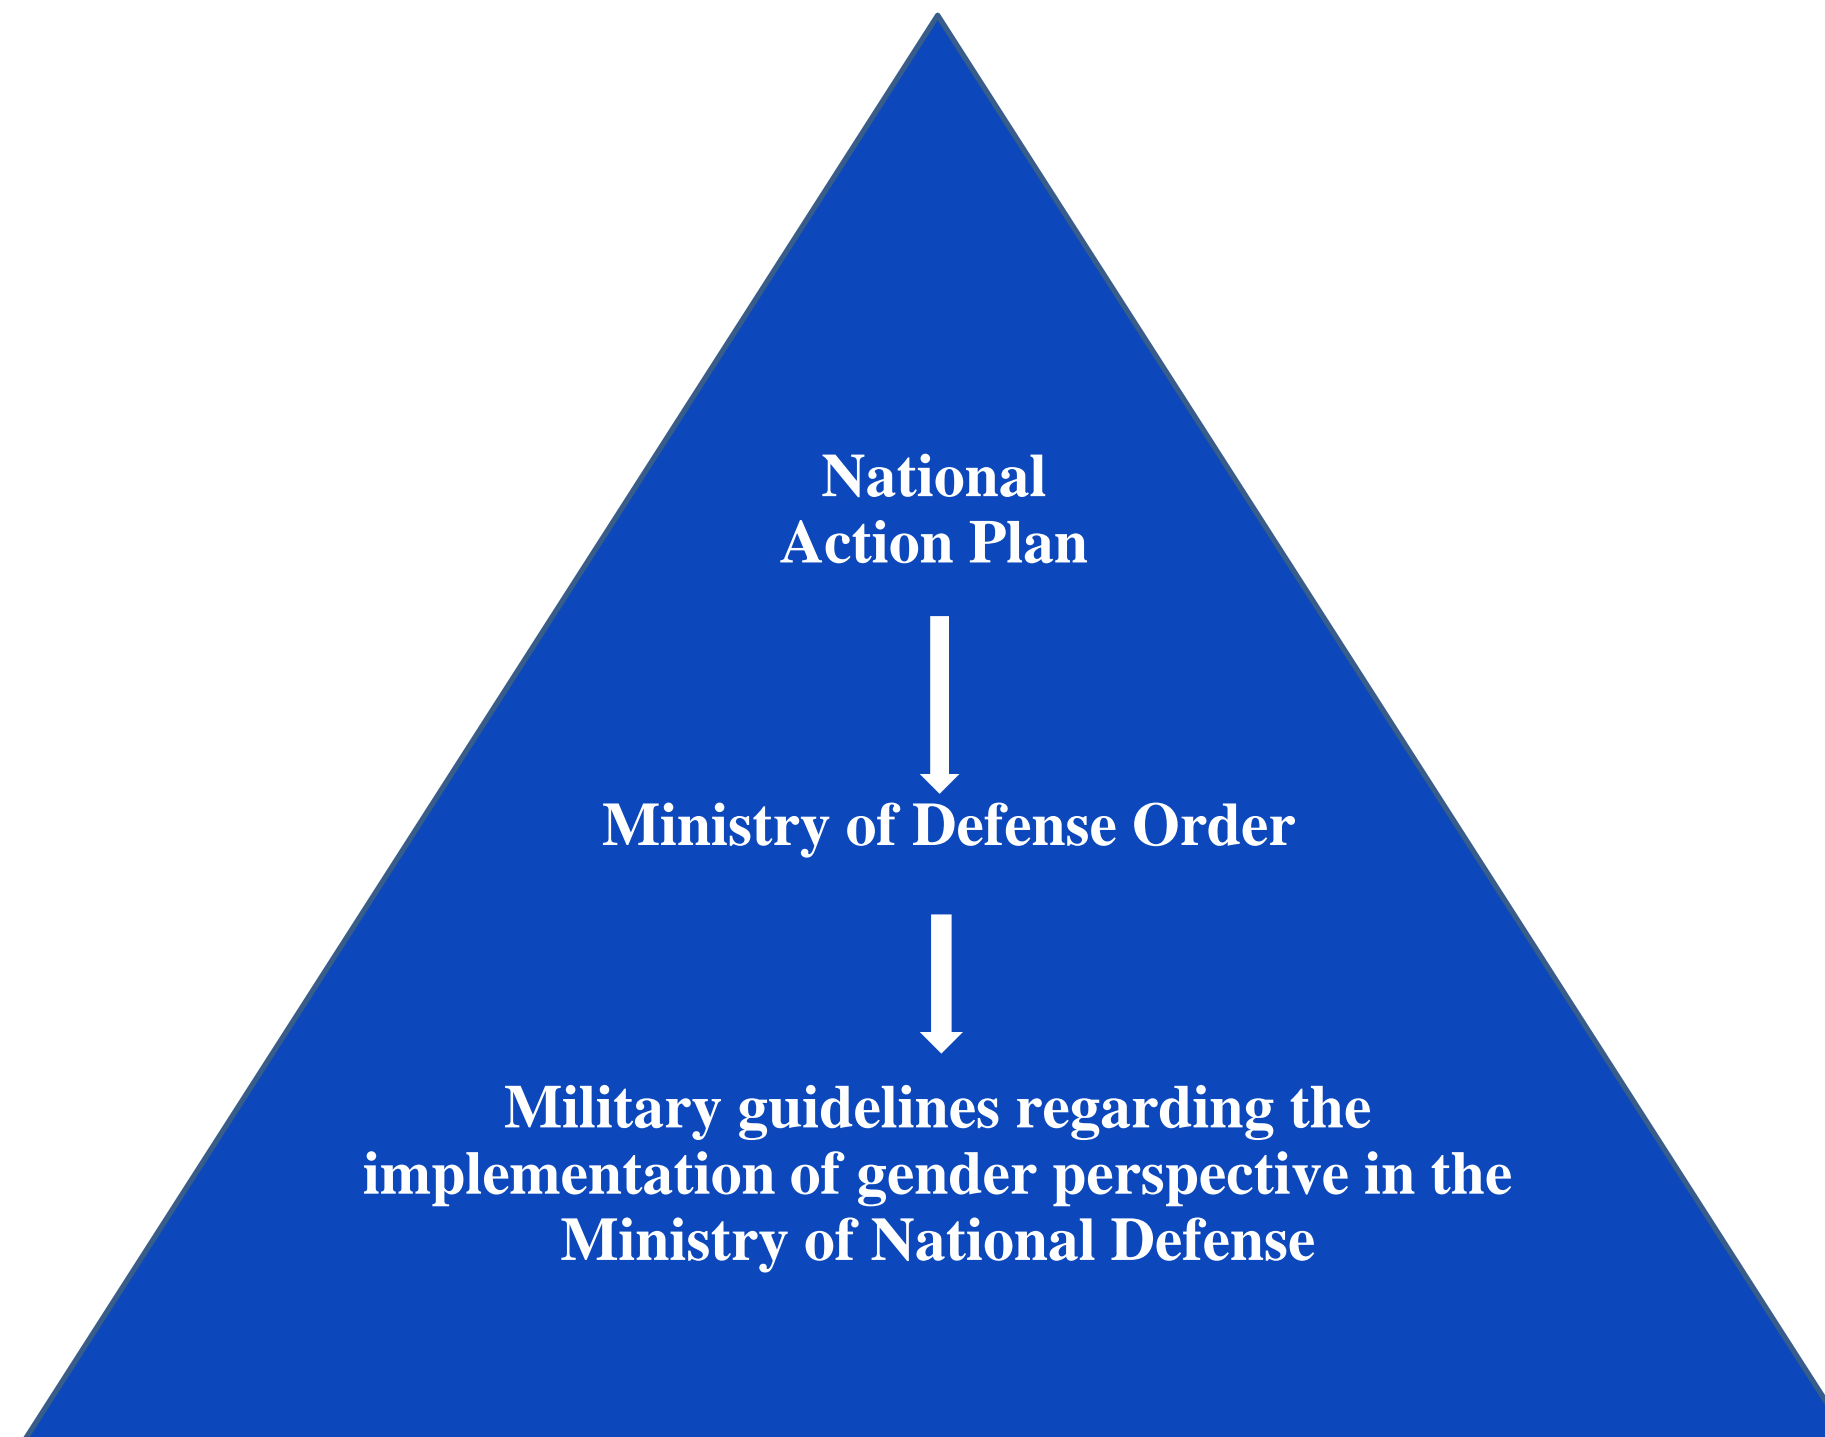 National
Action Plan
Ministry of Defense Order
Military guidelines regarding the
implementation of gender perspective in the
Ministry of National Defense